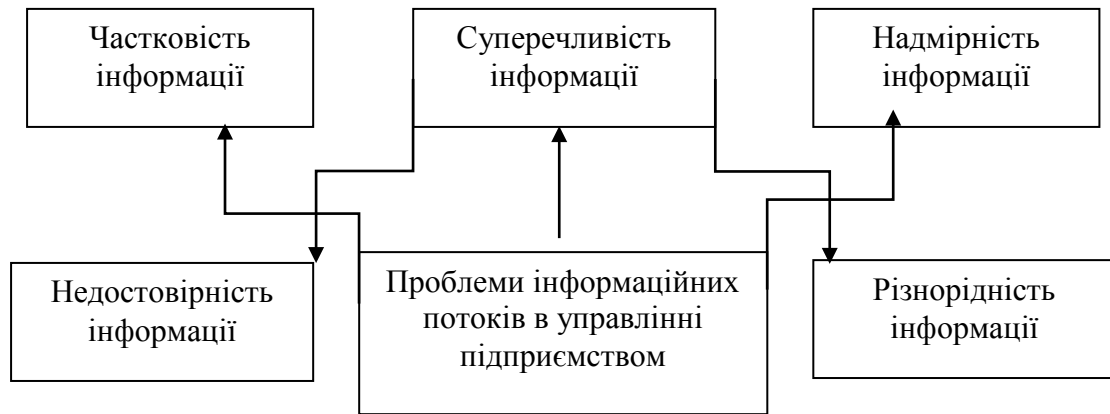 Частковість
інформації
Суперечливість
інформації
Надмірність
інформації
Недостовірність
інформації
Проблеми інформаційних
потоків в управлінні
підприємством
Різнорідність
інформації